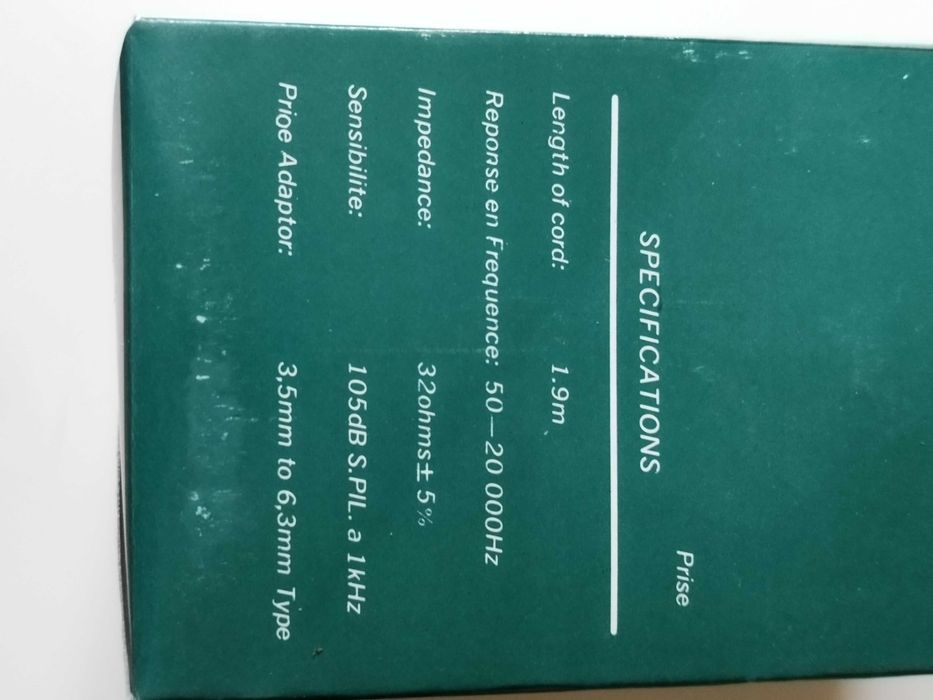 Prise
SPECIFICATIONS
Length of cord: 1.9m
Reponse en Frequence: 50—20 000Hz
Impedance: 32ohms± 5%
Sensibilite: 105dB S.PIL. a 1kHz
Prioe Adaptor: 3,5mm to 6,3mm Type